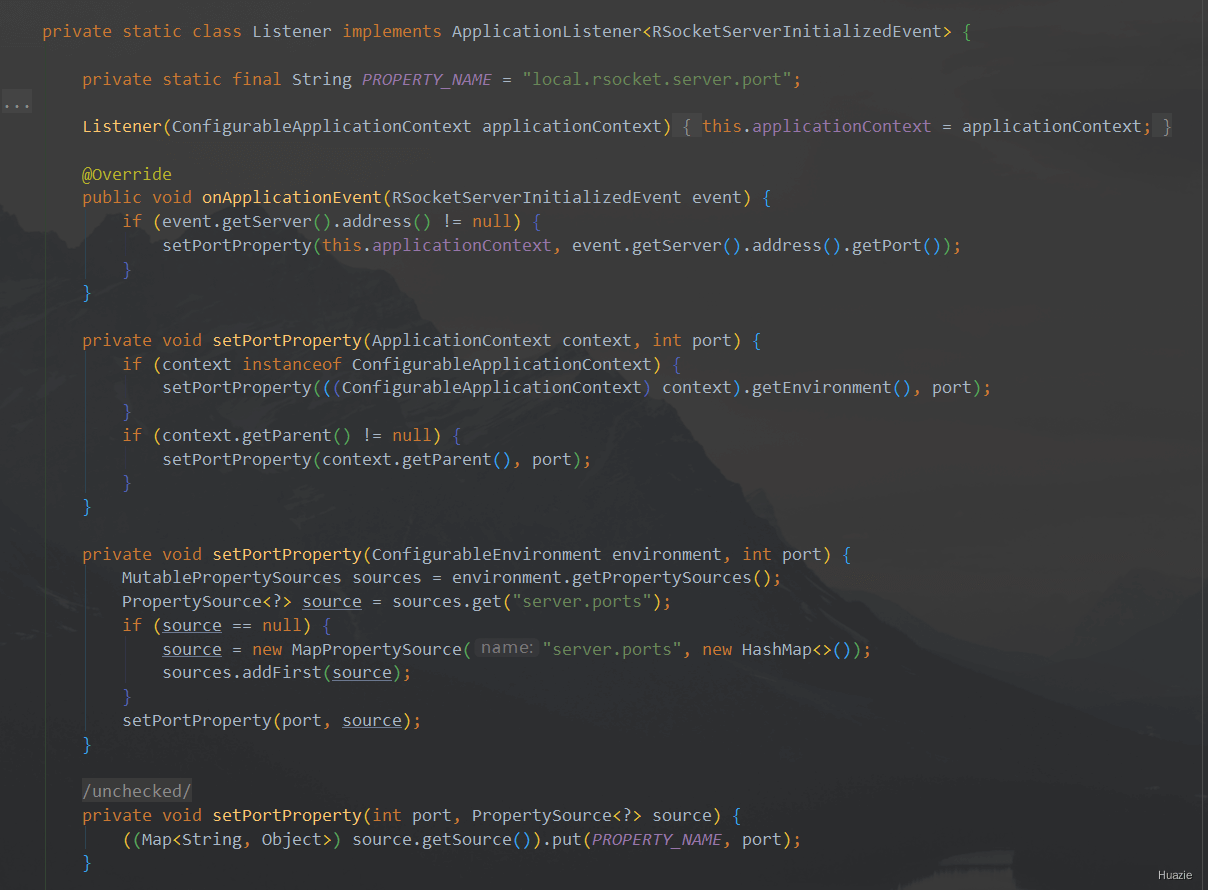 private static class Listener implements ApplicationListener<RSocketServerInitializedEvent> {
private static final String PROPERTY_NAME = "local.rsocket.server.port";
...
Listener(ConfigurableApplicationContext applicationContext) { this.applicationContext = applicationContext; }
@Override
public void onApplicationEvent(RSocketServerInitializedEvent event) {
if (event.getServer().address() != null) {
setPortProperty(this.applicationContext, event.getServer().address().getPort());
}
}
private void setPortProperty(ApplicationContext context, int port) {
if (context instanceof ConfigurableApplicationContext) {
setPortProperty(((ConfigurableApplicationContext) context).getEnvironment(), port);
}
if (context.getParent() != null) {
setPortProperty(context.getParent(), port);
}
}
private void setPortProperty(ConfigurableEnvironment environment, int port) {
MutablePropertySources sources = environment.getPropertySources();
PropertySource<?> source = sources.get("server.ports");
if (source == null) {
source = new MapPropertySource( name: "server.ports", new HashMap<>());
sources.addFirst(source);
}
setPortProperty(port, source);
}
/unchecked/
private void setPortProperty(int port, PropertySource<?> source) {
((Map<String, Object>) source.getSource()).put(PROPERTY_NAME, port);
}
Huazie